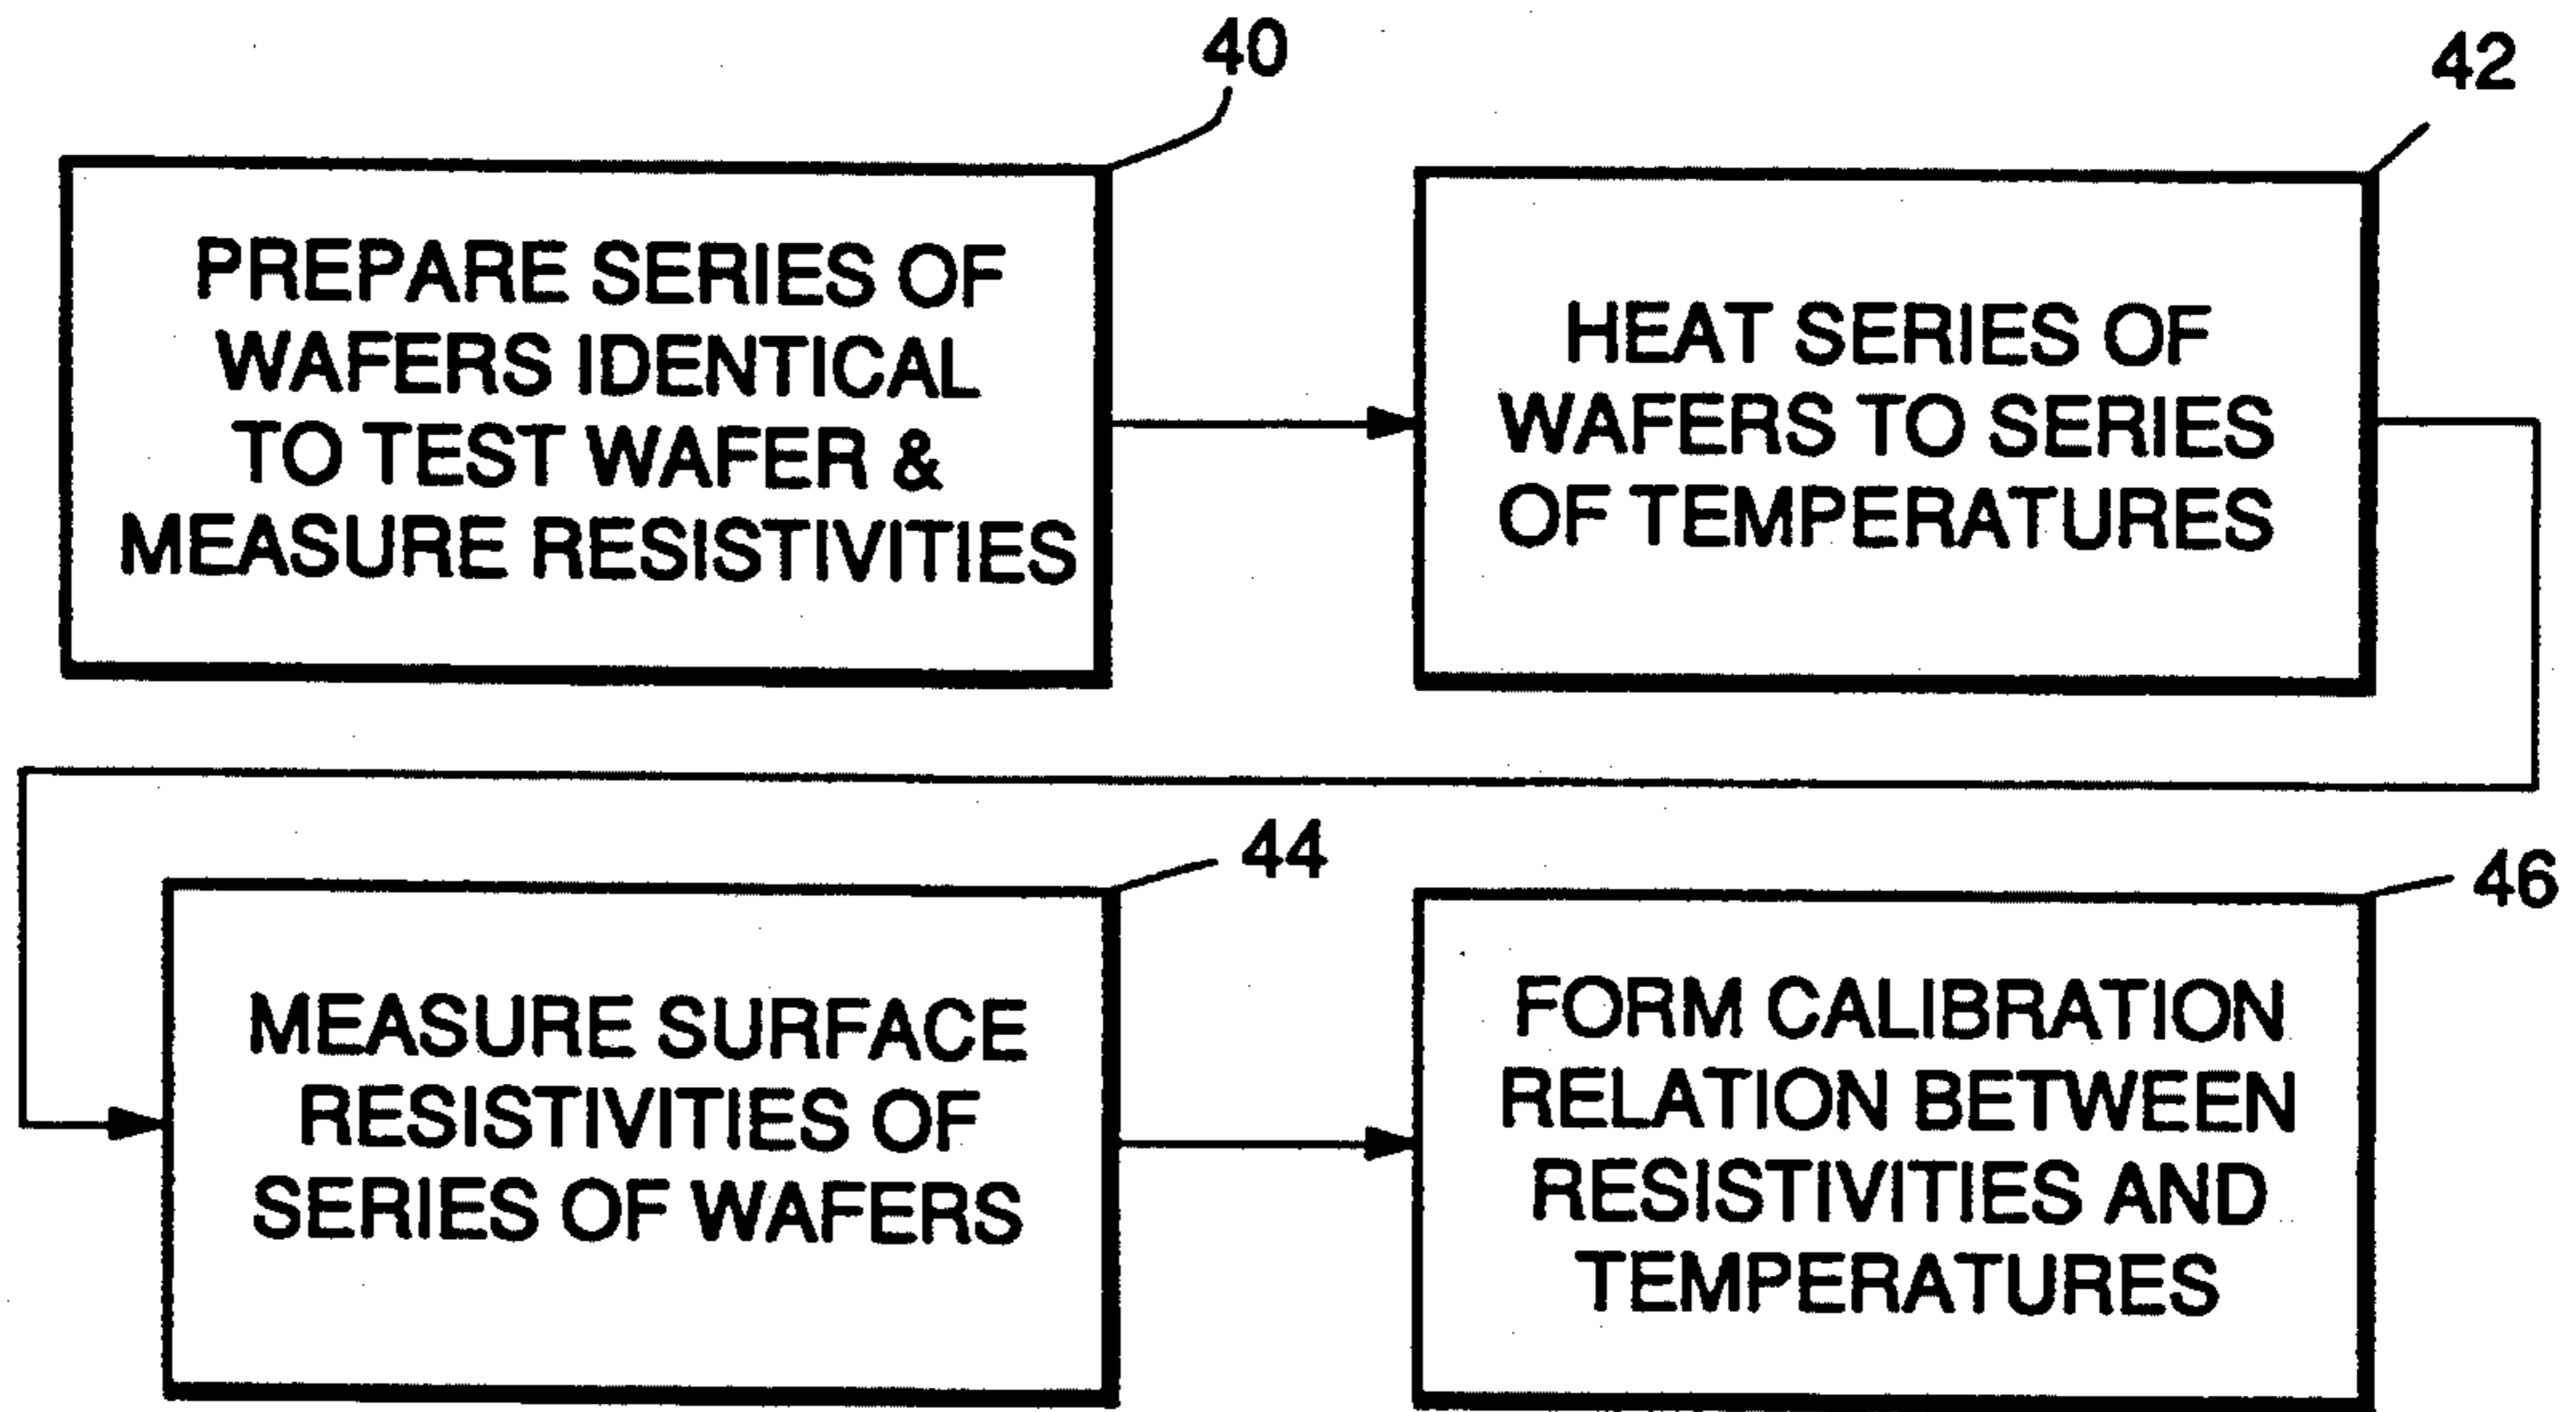 40
42
PREPARE SERIES OF
WAFERS IDENTICAL
TO TEST WAFER &
MEASURE RESISTIVITIES
HEAT SERIES OF
WAFERS TO SERIES
OF TEMPERATURES
44
46
MEASURE SURFACE
RESISTIVITIES OF
SERIES OF WAFERS
FORM CALIBRATION
RELATION BETWEEN
RESISTIVITIES AND
TEMPERATURES